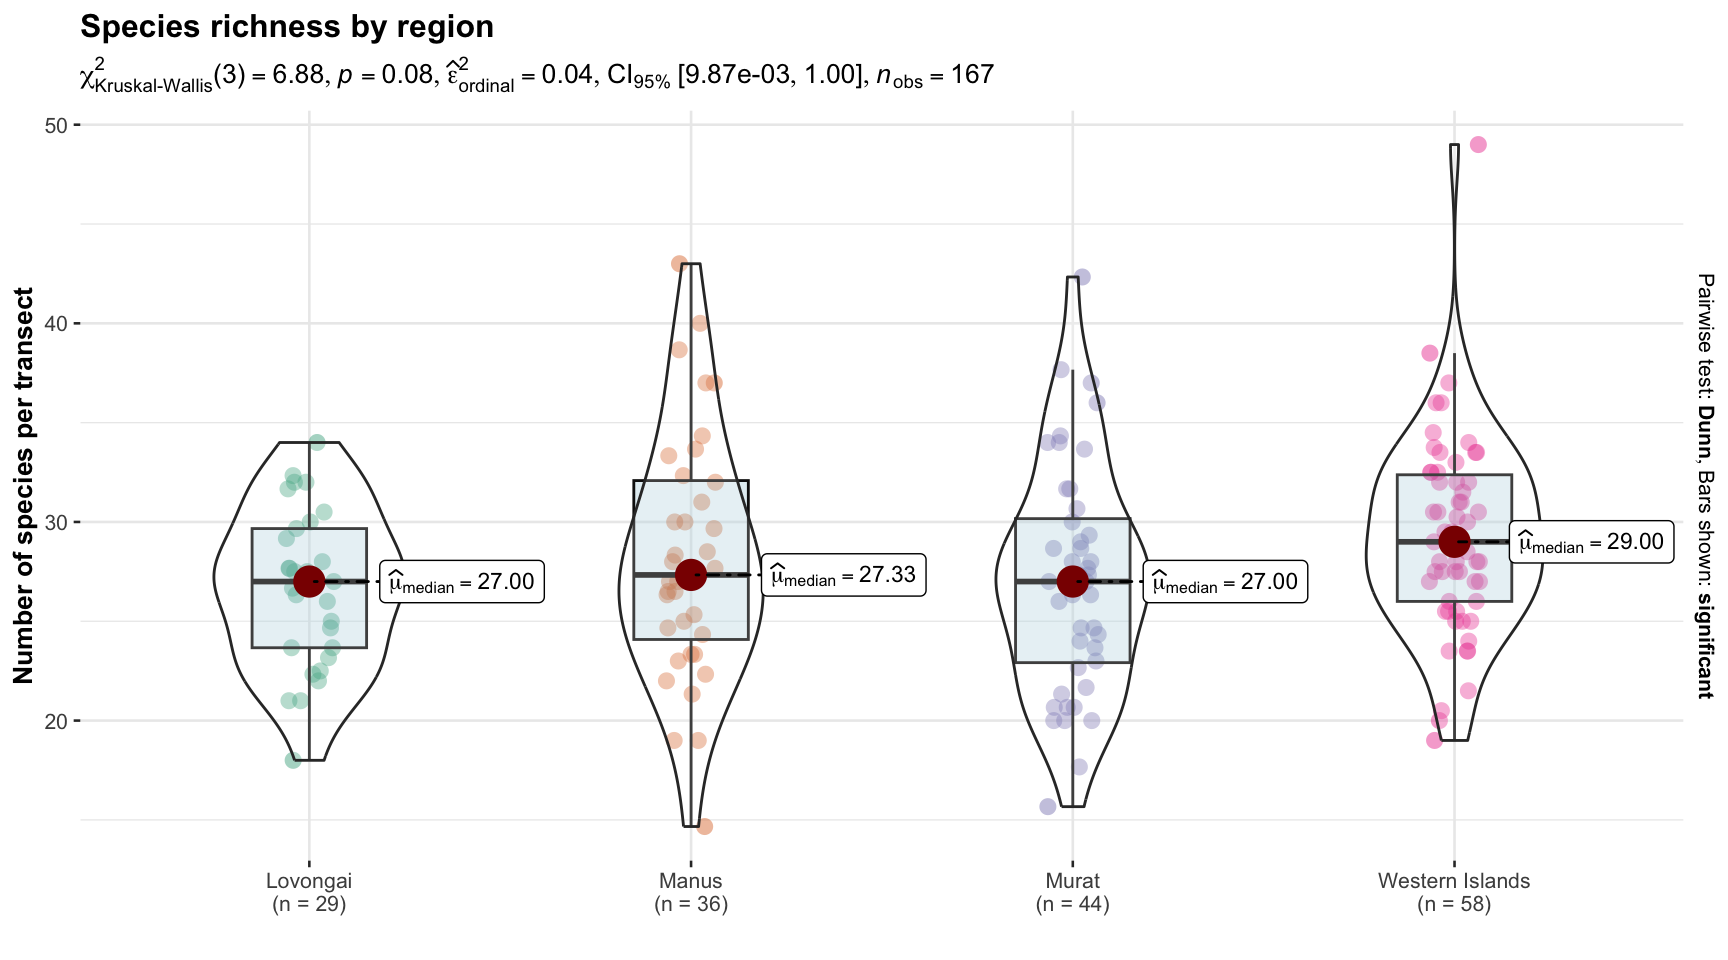 Species richness by region
χ²Kruskal-Wallis(3) = 6.88, p = 0.08, ε̂²ordinal = 0.04, CI95% [9.87e-03, 1.00], nobs = 167
Number of species per transect
50
40
30
20
μ̂median = 27.00
μ̂median = 27.33
μ̂median = 27.00
μ̂median = 29.00
Pairwise test: Dunn, Bars shown: significant
Lovongai
(n = 29)
Manus
(n = 36)
Murat
(n = 44)
Western Islands
(n = 58)